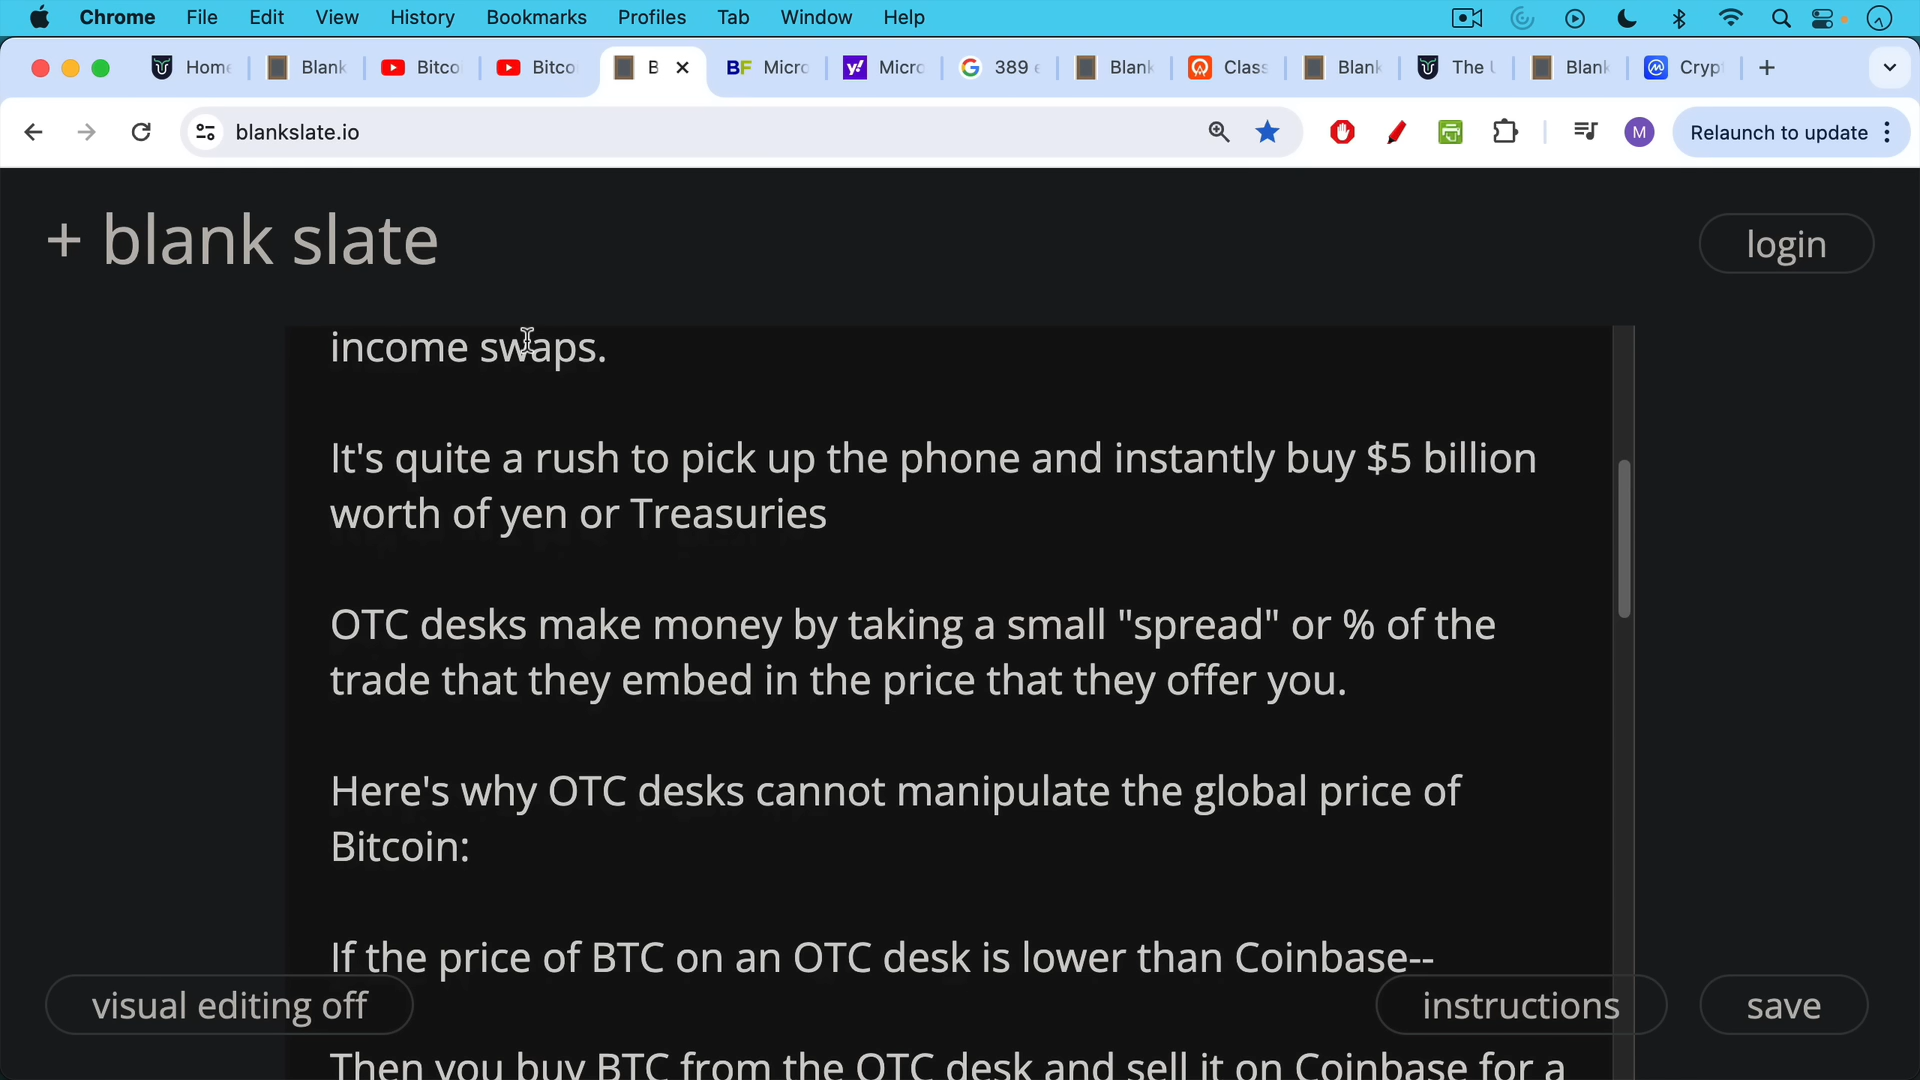 Chrome File Edit View History Bookmarks Profiles Tab Window Help
Home Blank Bitco Bitco B Micro Micro 389 Blank Class Blank The U Blank Cryp
blankslate.io Relaunch to update
+ blank slate login
income swaps.
It's quite a rush to pick up the phone and instantly buy $5 billion
worth of yen or Treasuries
OTC desks make money by taking a small "spread" or % of the
trade that they embed in the price that they offer you.
Here's why OTC desks cannot manipulate the global price of
Bitcoin:
If the price of BTC on an OTC desk is lower than Coinbase--
visual editing off instructions save
Then you buy BTC from the OTC desk and sell it on Coinbase for a